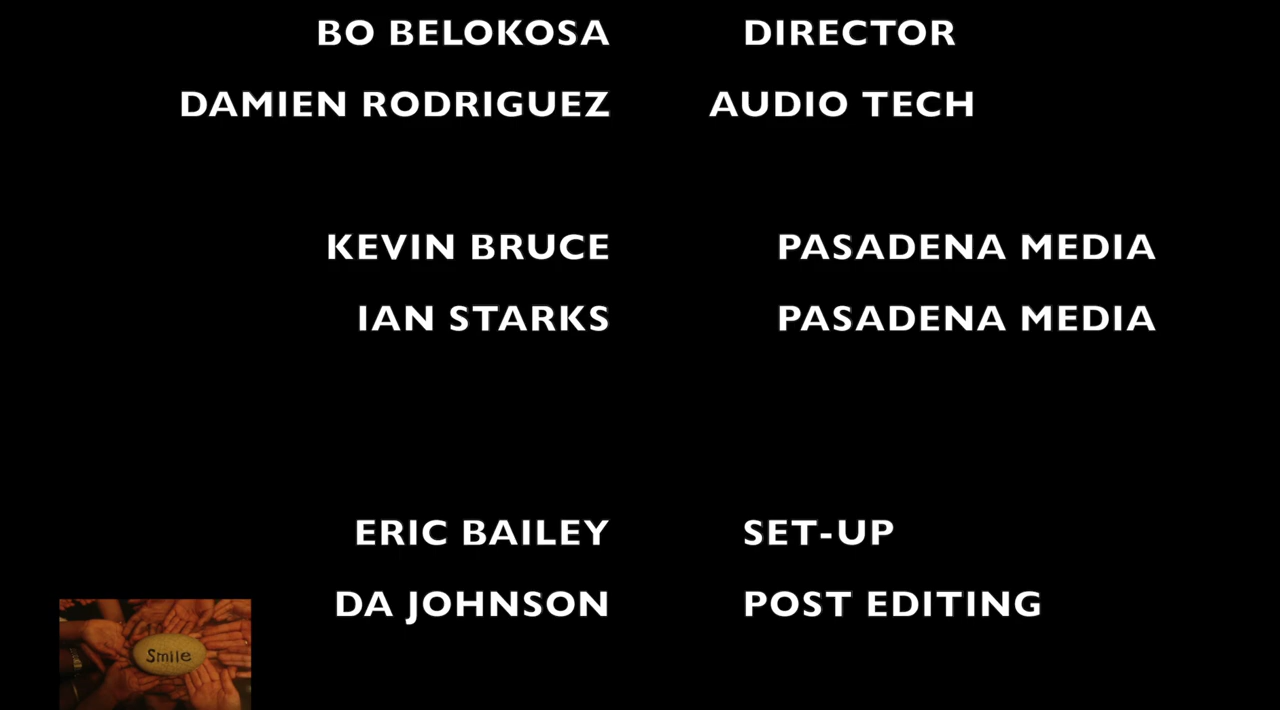 BO BELOKOSA DIRECTOR
DAMIEN RODRIGUEZ AUDIO TECH
KEVIN BRUCE PASADENA MEDIA
IAN STARKS PASADENA MEDIA
ERIC BAILEY SET-UP
DA JOHNSON POST EDITING
Smile